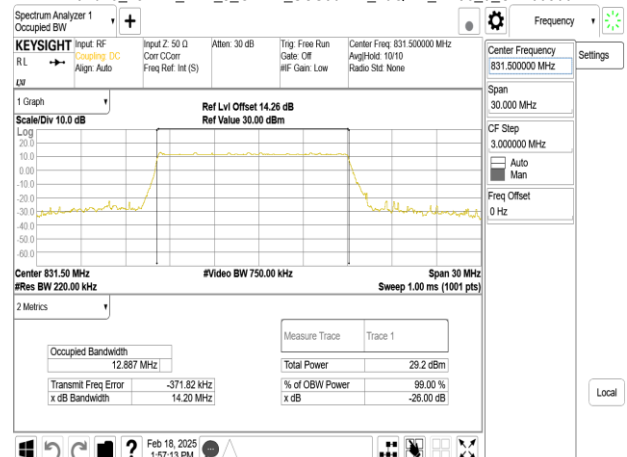 Spectrum Analyzer 1
Occupied BW
Frequency
KEYSIGHT
RL
LXI
Input: RF
Coupling: DC
Align: Auto
Input Z: 50 Ω
Corr CCorr
Freq Ref: Int (S)
Atten: 30 dB
Trig: Free Run
Gate: Off
#IF Gain: Low
Center Freq: 831.500000 MHz
Avg|Hold: 10/10
Radio Std: None
Center Frequency
831.500000 MHz
Settings
Span
30.000 MHz
CF Step
3.000000 MHz
Auto
Man
Freq Offset
0 Hz
1 Graph
Scale/Div 10.0 dB
Ref Lvl Offset 14.26 dB
Ref Value 30.00 dBm
Log
20.0
10.0
0.00
-10.0
-20.0
-30.0
-40.0
-50.0
-60.0
Center 831.50 MHz
#Video BW 750.00 kHz
Span 30 MHz
#Res BW 220.00 kHz
Sweep 1.00 ms (1001 pts)
2 Metrics
Measure Trace
Trace 1
Occupied Bandwidth
12.887 MHz
Total Power
29.2 dBm
Transmit Freq Error
-371.82 kHz
% of OBW Power
99.00 %
x dB Bandwidth
14.20 MHz
x dB
-26.00 dB
Local
?
Feb 18, 2025
1:57:13 PM